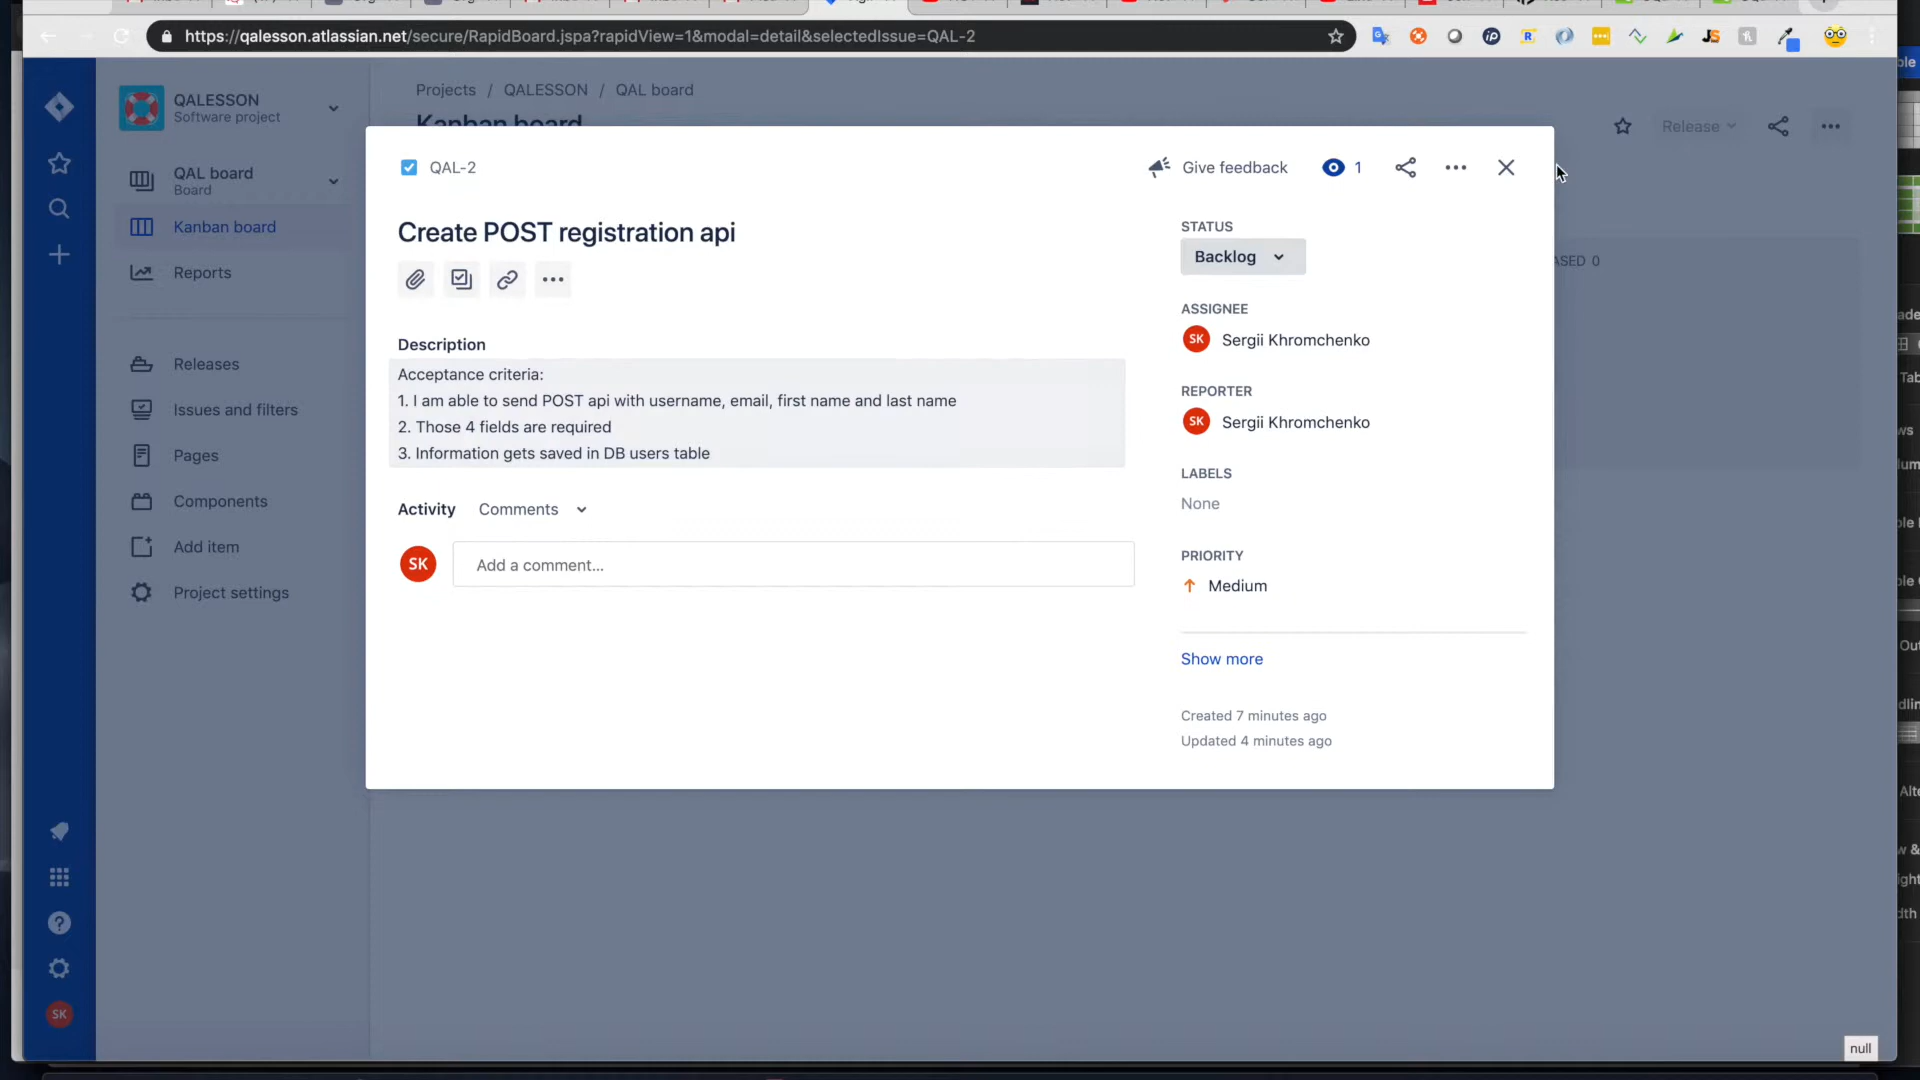 https://qalesson.atlassian.net/secure/RapidBoard.jspa?rapidView=1&modal=detail&selectedIssue=QAL-2
QALESSON
Software project
QAL board
Board
Kanban board
Reports
Releases
Issues and filters
Pages
Components
Add item
Project settings
SK
Projects / QALESSON / QAL board
Kanban board
Release
QAL-2
Give feedback
1
Create POST registration api
Description
Acceptance criteria:
1. I am able to send POST api with username, email, first name and last name
2. Those 4 fields are required
3. Information gets saved in DB users table
Activity Comments
SK
Add a comment...
STATUS
Backlog
ASSIGNEE
SK Sergii Khromchenko
REPORTER
SK Sergii Khromchenko
LABELS
None
PRIORITY
Medium
Show more
Created 7 minutes ago
Updated 4 minutes ago
ASED 0
null